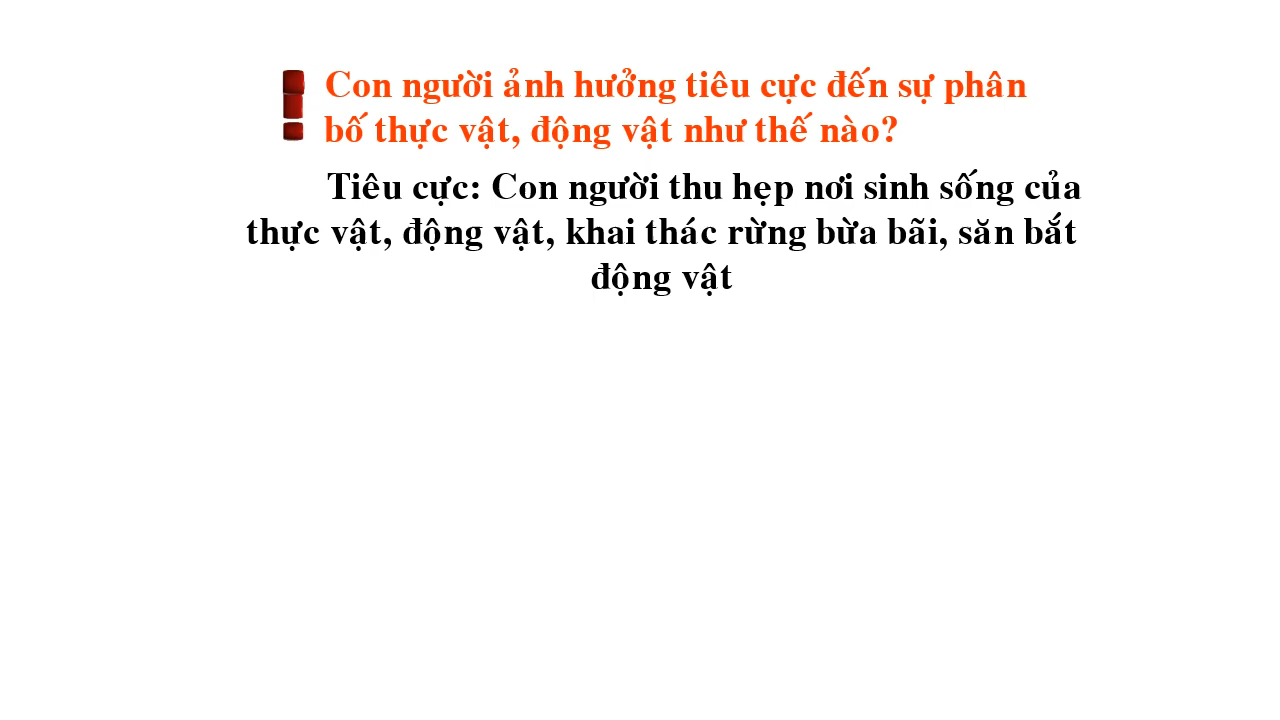 Con người ảnh hưởng tiêu cực đến sự phân
bố thực vật, động vật như thế nào?
Tiêu cực: Con người thu hẹp nơi sinh sống của
thực vật, động vật, khai thác rừng bừa bãi, săn bắt
động vật